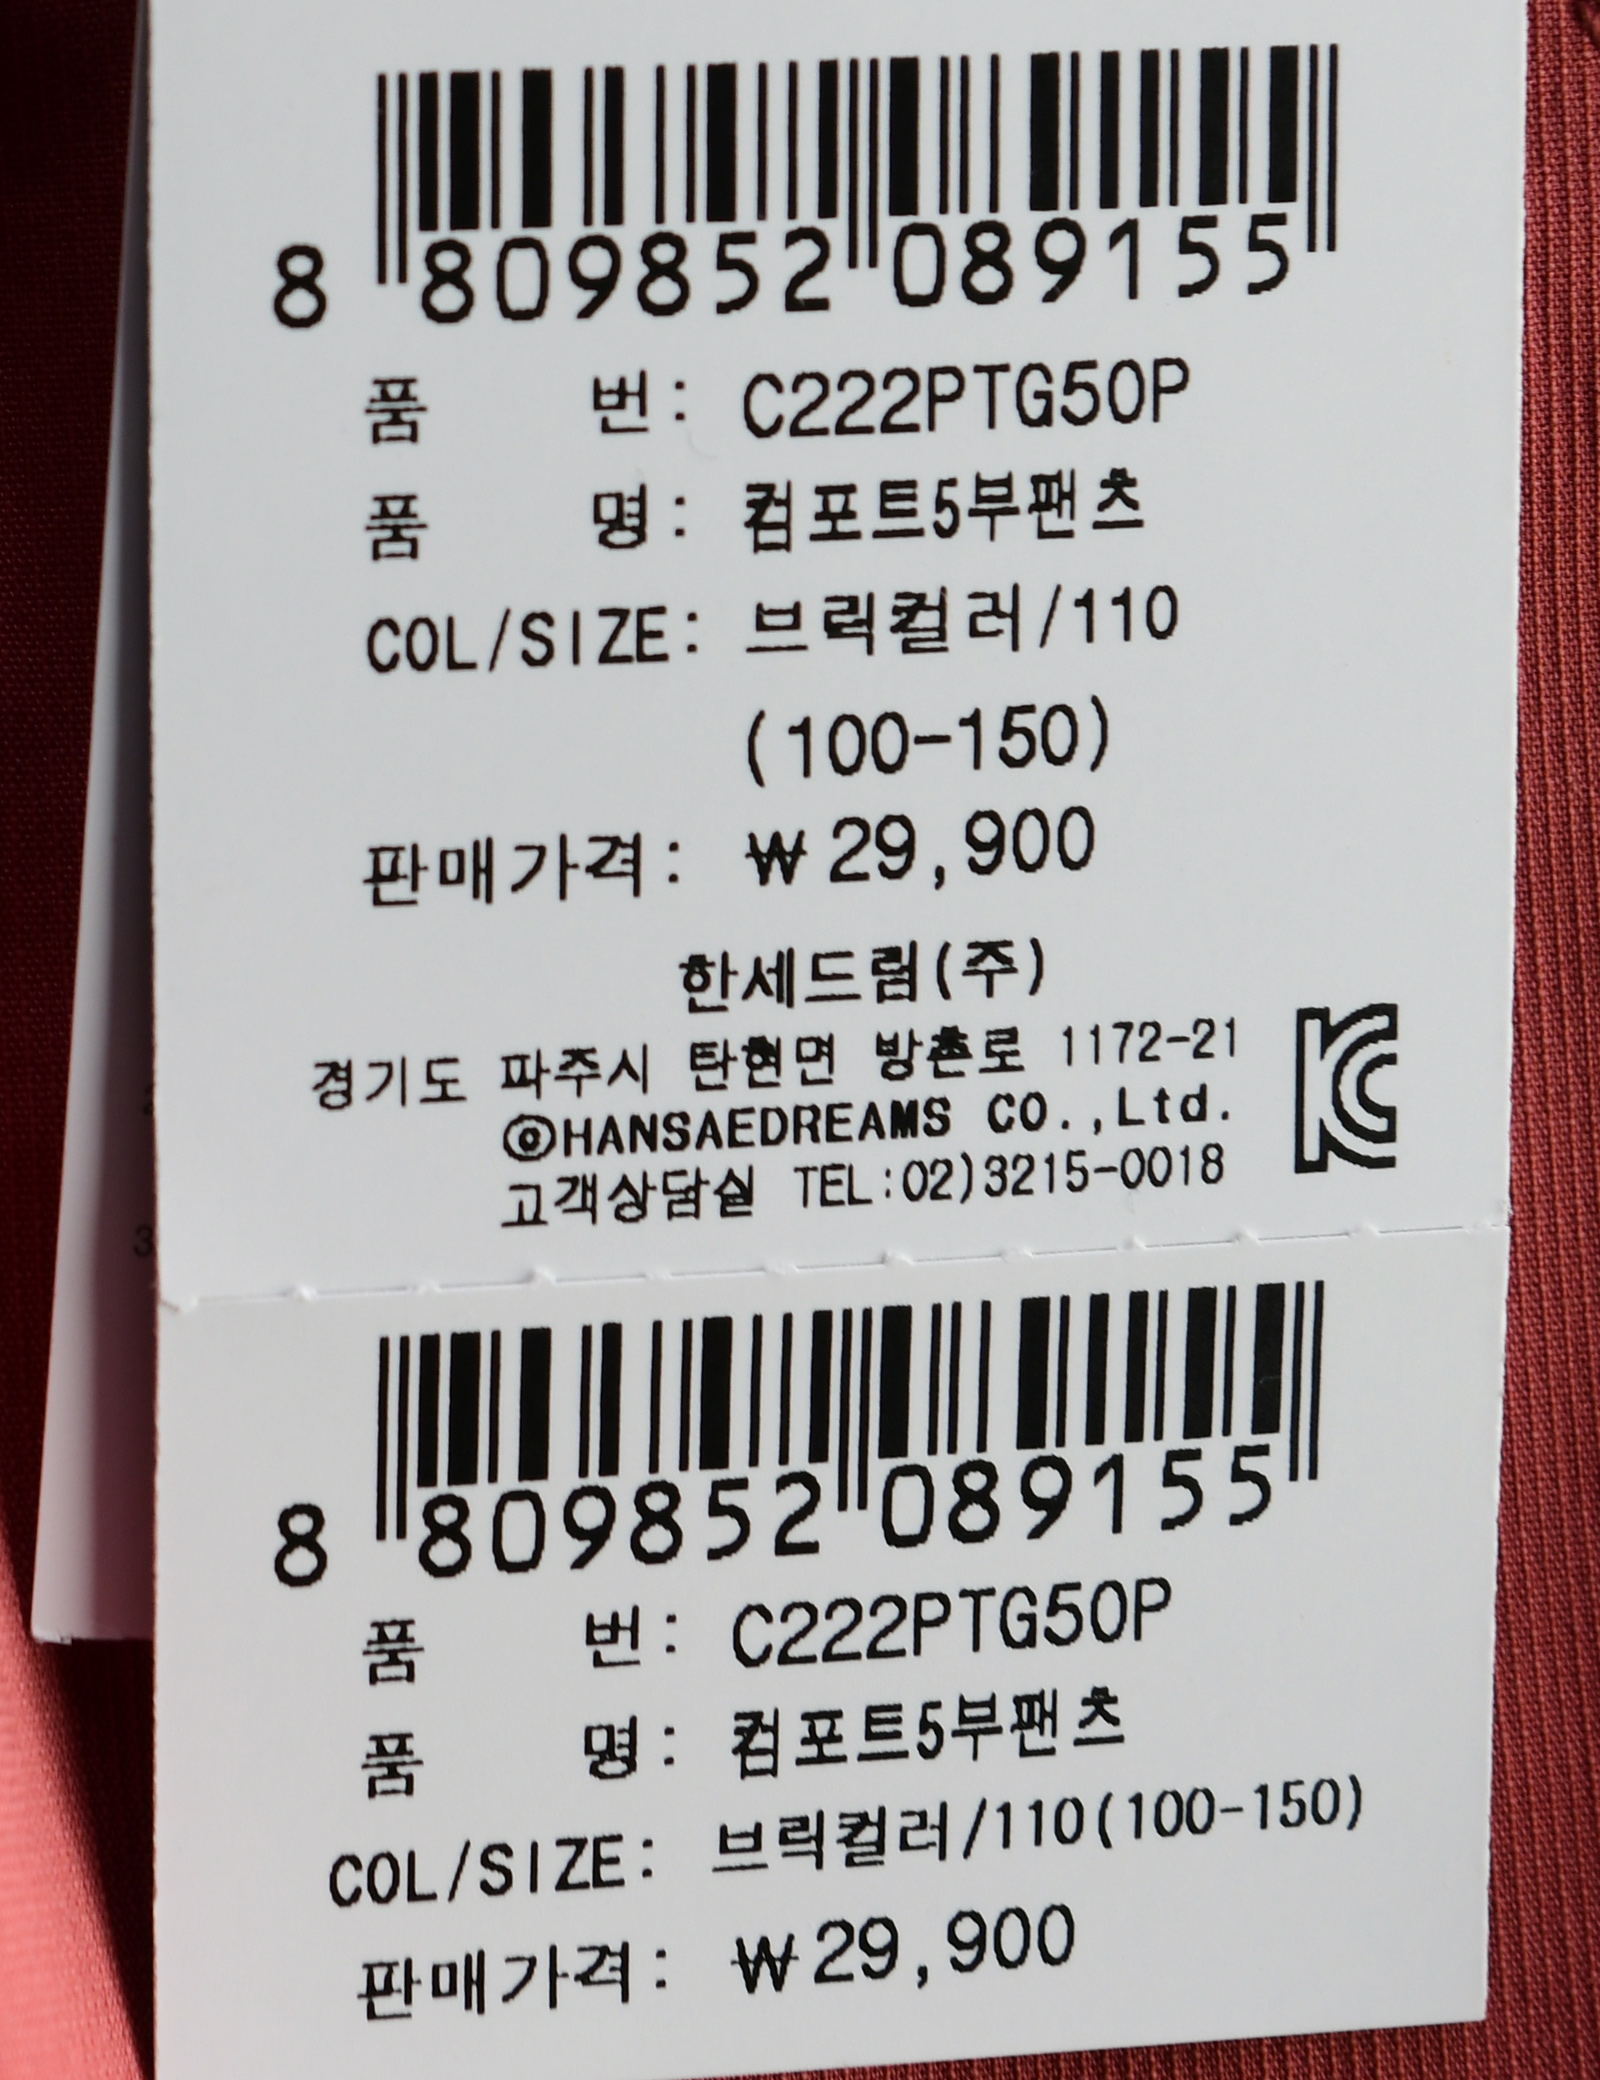 8 809852 089155
품 번: C222PTG50P
품 명: 컴포트5부팬츠
COL/SIZE: 브릭컬러/110
(100-150)
판매가격: ₩29,900
한세드림(주)
경기도 파주시 탄현면 방촌로 1172-21
©HANSAEDREAMS CO.,Ltd.
고객상담실 TEL:02)3215-0018
KC
8 809852 089155
품 번: C222PTG50P
품 명: 컴포트5부팬츠
COL/SIZE: 브릭컬러/110(100-150)
판매가격: ₩29,900